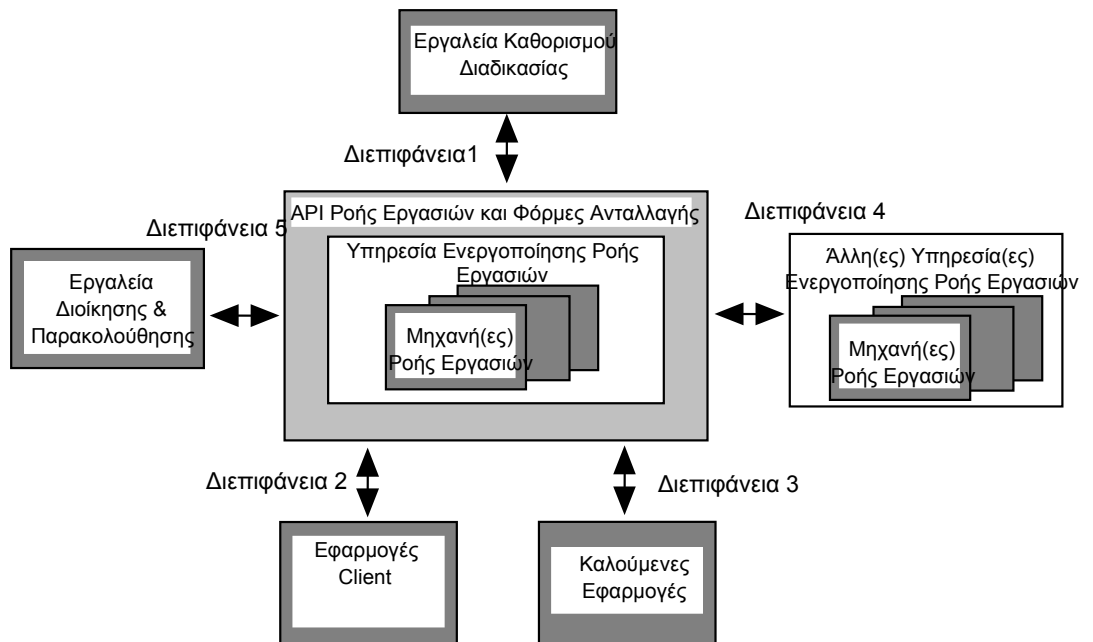 Εργαλεία Καθορισμού
Διαδικασίας
Διεπιφάνεια1
API Ροής Εργασιών και Φόρμες Ανταλλαγής
Διεπιφάνεια 4
Διεπιφάνεια 5
Υπηρεσία Ενεργοποίησης Ροής
Εργασιών
Μηχανή(ες)
Ροής Εργασιών
Άλλη(ες) Υπηρεσία(ες)
Ενεργοποίησης Ροής Εργασιών
Μηχανή(ες)
Ροής Εργασιών
Εργαλεία
Διοίκησης &
Παρακολούθησης
Διεπιφάνεια 2
Διεπιφάνεια 3
Εφαρμογές
Client
Καλούμενες
Εφαρμογές